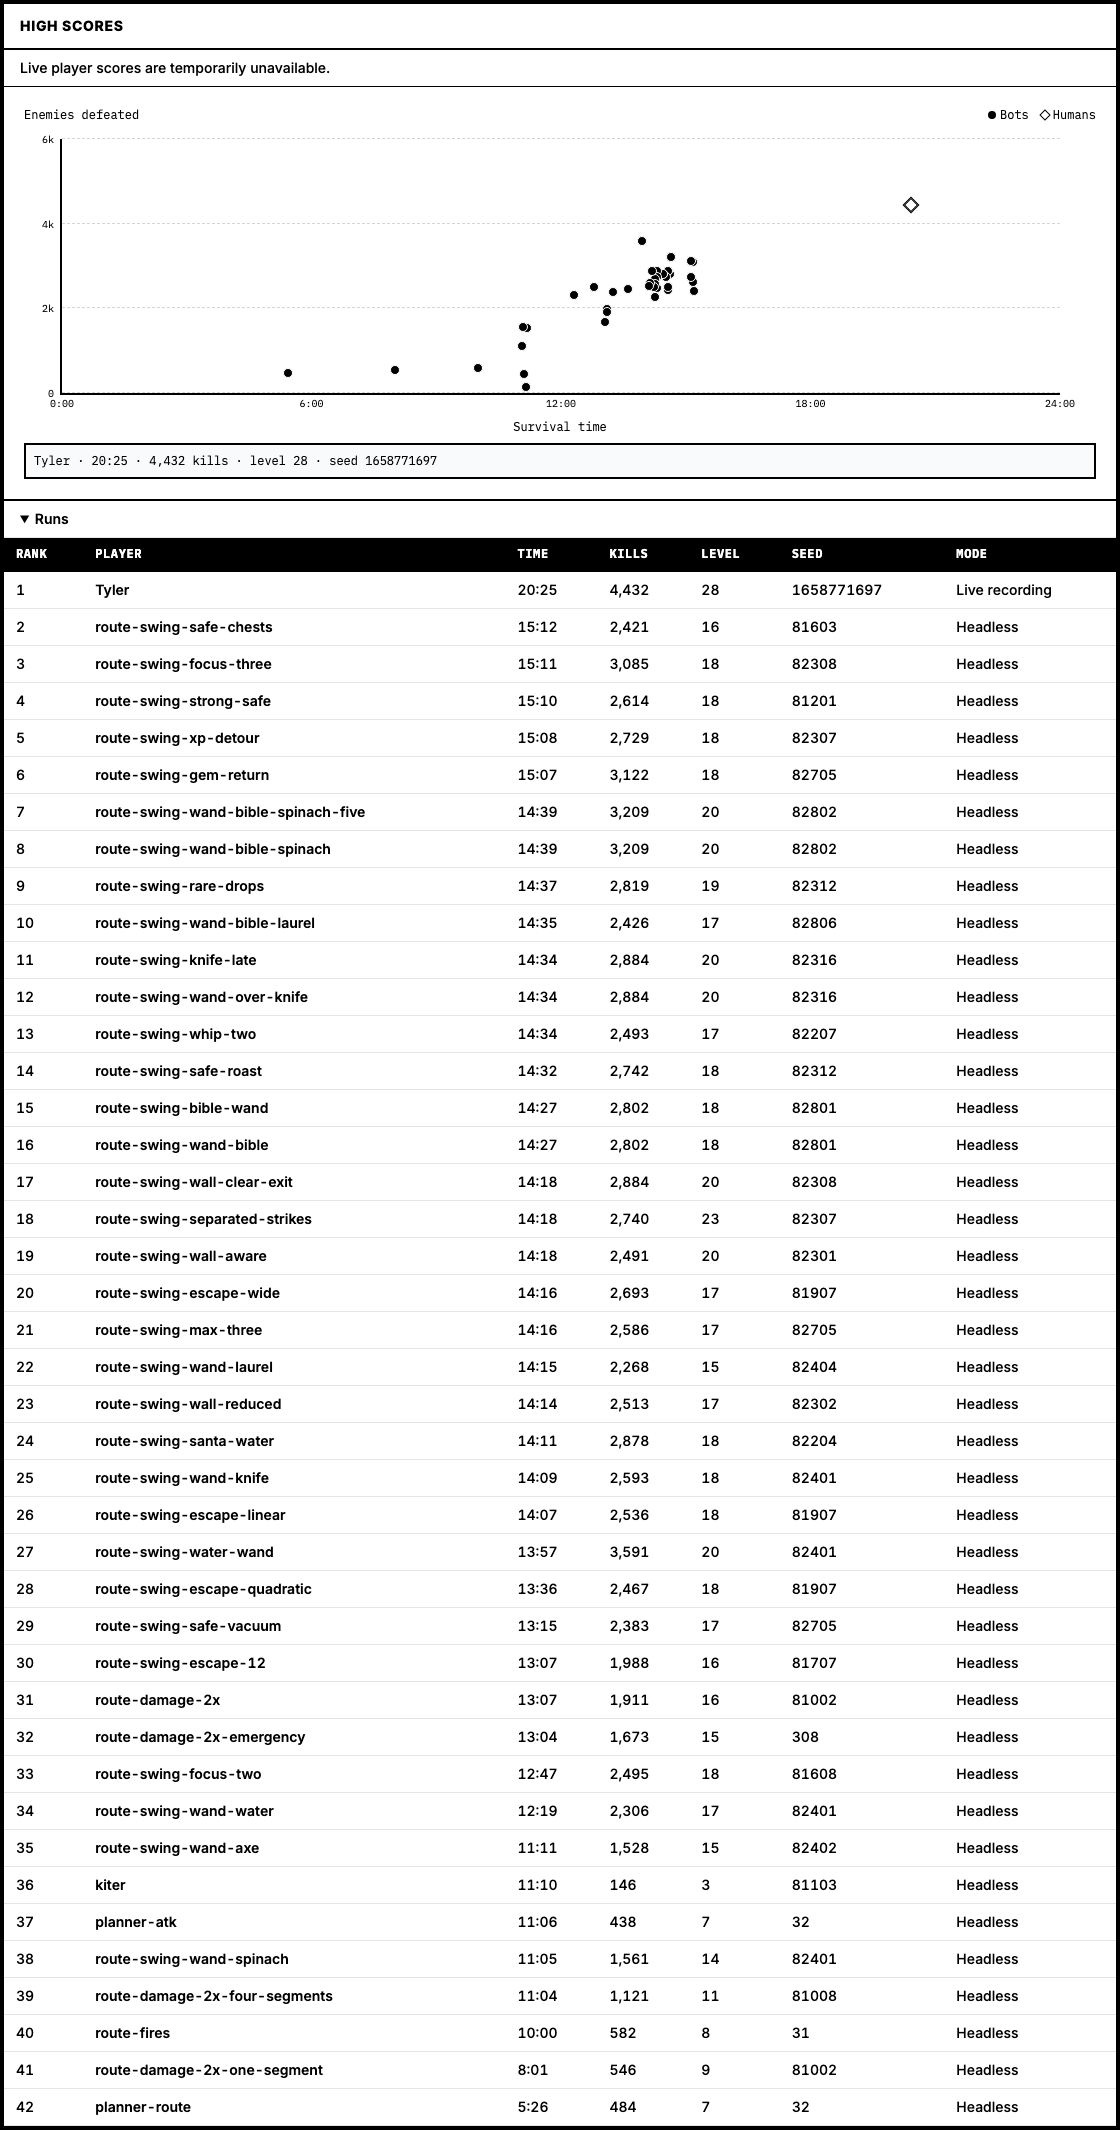 HIGH SCORES
Live player scores are temporarily unavailable.
Enemies defeated
Bots Humans
6k
4k
2k
0
0:00 6:00 12:00 18:00 24:00
Survival time
Tyler · 20:25 · 4,432 kills · level 28 · seed 1658771697
▼ Runs
RANK PLAYER TIME KILLS LEVEL SEED MODE
1 Tyler 20:25 4,432 28 1658771697 Live recording
2 route-swing-safe-chests 15:12 2,421 16 81603 Headless
3 route-swing-focus-three 15:11 3,085 18 82308 Headless
4 route-swing-strong-safe 15:10 2,614 18 81201 Headless
5 route-swing-xp-detour 15:08 2,729 18 82307 Headless
6 route-swing-gem-return 15:07 3,122 18 82705 Headless
7 route-swing-wand-bible-spinach-five 14:39 3,209 20 82802 Headless
8 route-swing-wand-bible-spinach 14:39 3,209 20 82802 Headless
9 route-swing-rare-drops 14:37 2,819 19 82312 Headless
10 route-swing-wand-bible-laurel 14:35 2,426 17 82806 Headless
11 route-swing-knife-late 14:34 2,884 20 82316 Headless
12 route-swing-wand-over-knife 14:34 2,884 20 82316 Headless
13 route-swing-whip-two 14:34 2,493 17 82207 Headless
14 route-swing-safe-roast 14:32 2,742 18 82312 Headless
15 route-swing-bible-wand 14:27 2,802 18 82801 Headless
16 route-swing-wand-bible 14:27 2,802 18 82801 Headless
17 route-swing-wall-clear-exit 14:18 2,884 20 82308 Headless
18 route-swing-separated-strikes 14:18 2,740 23 82307 Headless
19 route-swing-wall-aware 14:18 2,491 20 82301 Headless
20 route-swing-escape-wide 14:16 2,693 17 81907 Headless
21 route-swing-max-three 14:16 2,586 17 82705 Headless
22 route-swing-wand-laurel 14:15 2,268 15 82404 Headless
23 route-swing-wall-reduced 14:14 2,513 17 82302 Headless
24 route-swing-santa-water 14:11 2,878 18 82204 Headless
25 route-swing-wand-knife 14:09 2,593 18 82401 Headless
26 route-swing-escape-linear 14:07 2,536 18 81907 Headless
27 route-swing-water-wand 13:57 3,591 20 82401 Headless
28 route-swing-escape-quadratic 13:36 2,467 18 81907 Headless
29 route-swing-safe-vacuum 13:15 2,383 17 82705 Headless
30 route-swing-escape-12 13:07 1,988 16 81707 Headless
31 route-damage-2x 13:07 1,911 16 81002 Headless
32 route-damage-2x-emergency 13:04 1,673 15 308 Headless
33 route-swing-focus-two 12:47 2,495 18 81608 Headless
34 route-swing-wand-water 12:19 2,306 17 82401 Headless
35 route-swing-wand-axe 11:11 1,528 15 82402 Headless
36 kiter 11:10 146 3 81103 Headless
37 planner-atk 11:06 438 7 32 Headless
38 route-swing-wand-spinach 11:05 1,561 14 82401 Headless
39 route-damage-2x-four-segments 11:04 1,121 11 81008 Headless
40 route-fires 10:00 582 8 31 Headless
41 route-damage-2x-one-segment 8:01 546 9 81002 Headless
42 planner-route 5:26 484 7 32 Headless